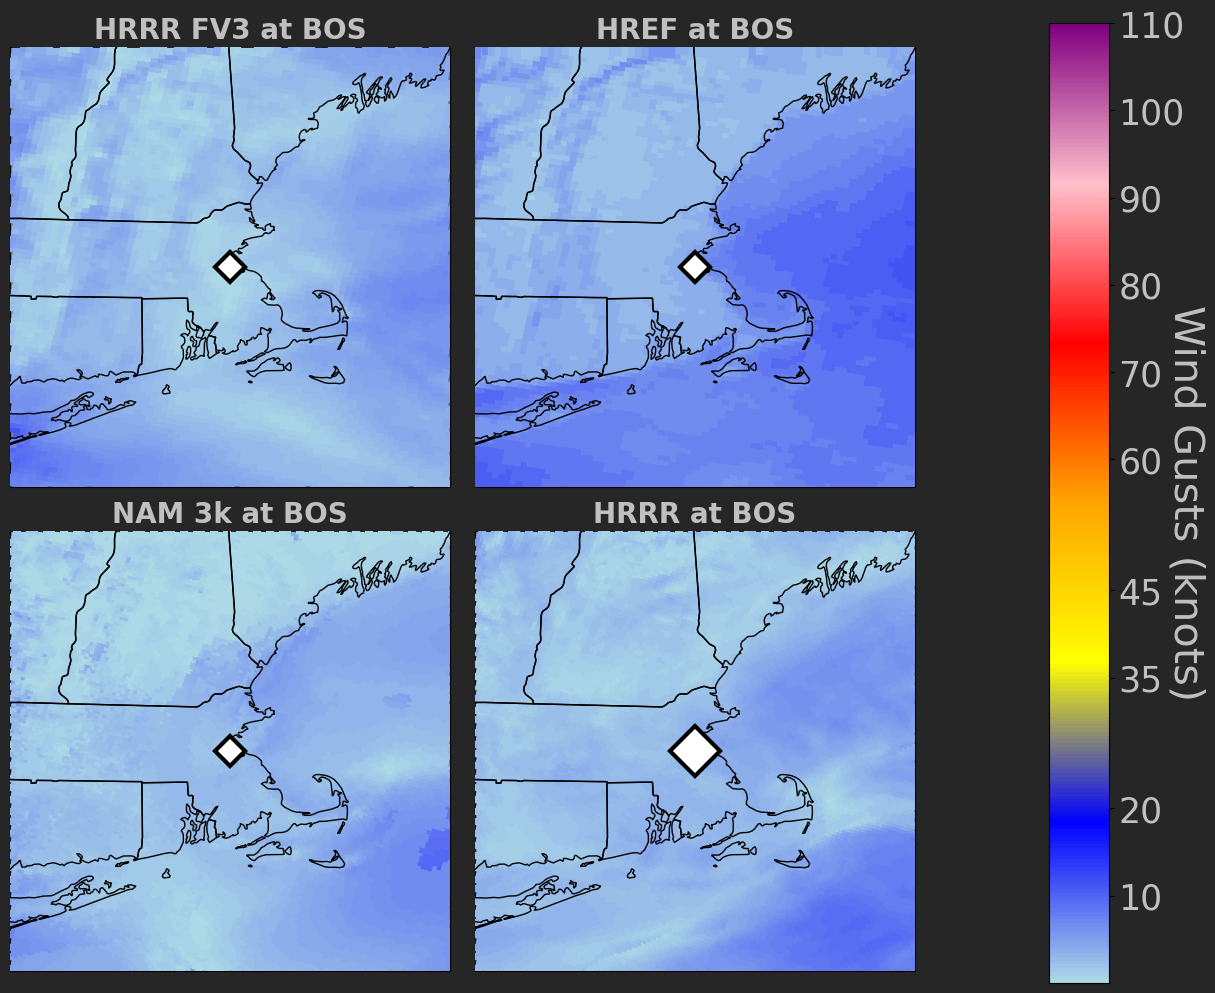 HRRR FV3 at BOS
HREF at BOS
NAM 3k at BOS
HRRR at BOS
110
100
90
80
70
60
45
35
20
10
Wind Gusts (knots)